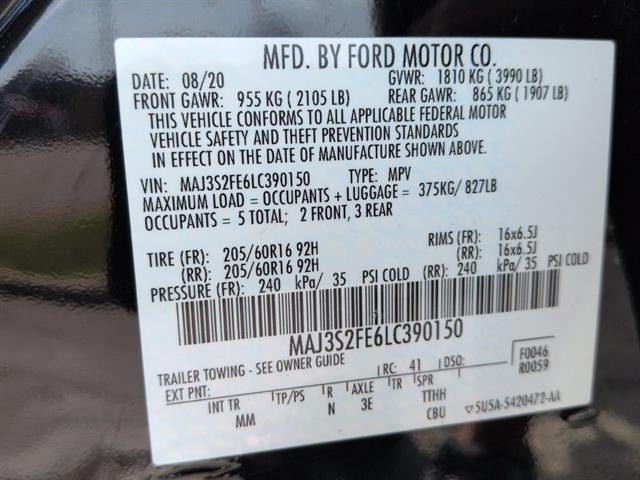 MFD. BY FORD MOTOR CO.
DATE: 08/20 GVWR: 1810 KG (3990 LB)
FRONT GAWR: 955 KG (2105 LB) REAR GAWR: 865 KG (1907 LB)
THIS VEHICLE CONFORMS TO ALL APPLICABLE FEDERAL MOTOR
VEHICLE SAFETY AND THEFT PREVENTION STANDARDS
IN EFFECT ON THE DATE OF MANUFACTURE SHOWN ABOVE.
VIN: MAJ3S2FE6LC390150 TYPE: MPV
MAXIMUM LOAD = OCCUPANTS + LUGGAGE = 375KG/ 827LB
OCCUPANTS = 5 TOTAL; 2 FRONT, 3 REAR
TIRE (FR): 205/60R16 92H RIMS (FR): 16x6.5J
(RR): 205/60R16 92H (RR): 16x6.5J
PRESSURE (FR): 240 kPa/ 35 PSI COLD (RR): 240 kPa/ 35 PSI COLD
MAJ3S2FE6LC390150
TRAILER TOWING - SEE OWNER GUIDE
EXT PNT: RC: 41 DSO: F0046
R0059
INT TR TP/PS R AXLE TR SPR
MM N 3E TTHH
CBU 5U5A-5420472-AA